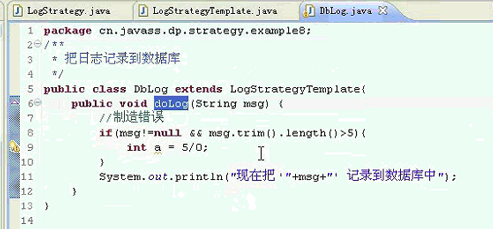 LogStrategy.java LogStrategyTemplate.java DbLog.java
1 package cn.javass.dp.strategy.example8;
2 /**
3 * 把日志记录到数据库
4 */
5 public class DbLog extends LogStrategyTemplate{
6 public void doLog(String msg) {
7 //制造错误
8 if(msg!=null && msg.trim().length()>5){
9 int a = 5/0;
10 }
11 System.out.println("现在把'"+msg+"' 记录到数据库中");
12 }
13 }
14